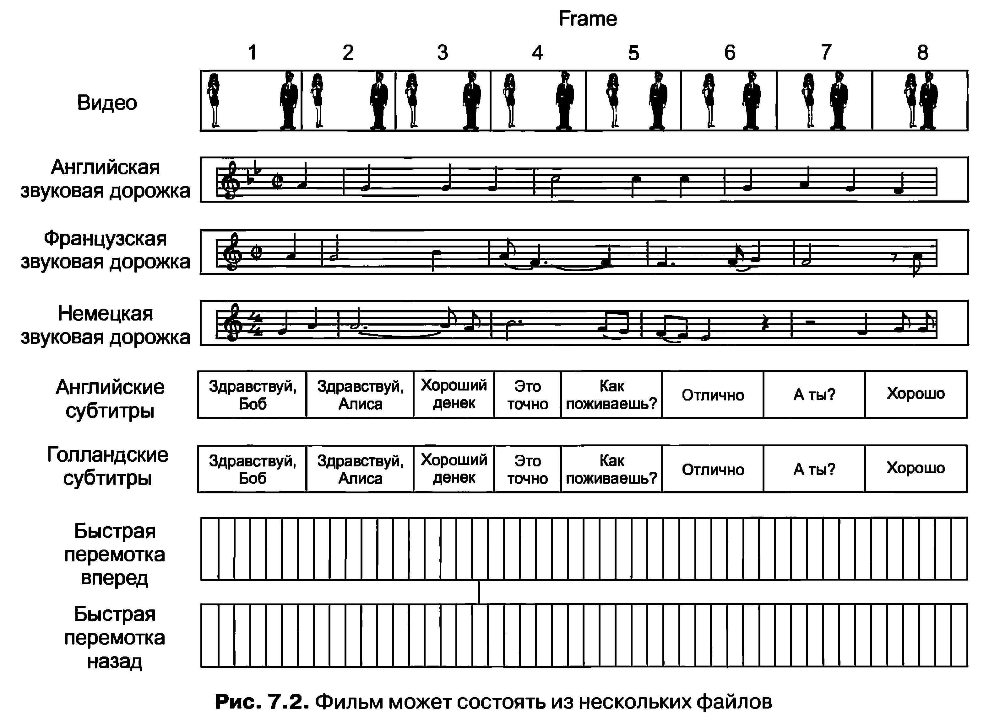 Frame
1 2 3 4 5 6 7 8
Видео
Английская
звуковая дорожка
Французская
звуковая дорожка
Немецкая
звуковая дорожка
Английские
субтитры
Здравствуй,
Боб
Здравствуй,
Алиса
Хороший
денек
Это
точно
Как
поживаешь?
Отлично
А ты?
Хорошо
Голландские
субтитры
Здравствуй,
Боб
Здравствуй,
Алиса
Хороший
денек
Это
точно
Как
поживаешь?
Отлично
А ты?
Хорошо
Быстрая
перемотка
вперед
Быстрая
перемотка
назад
Рис. 7.2. Фильм может состоять из нескольких файлов